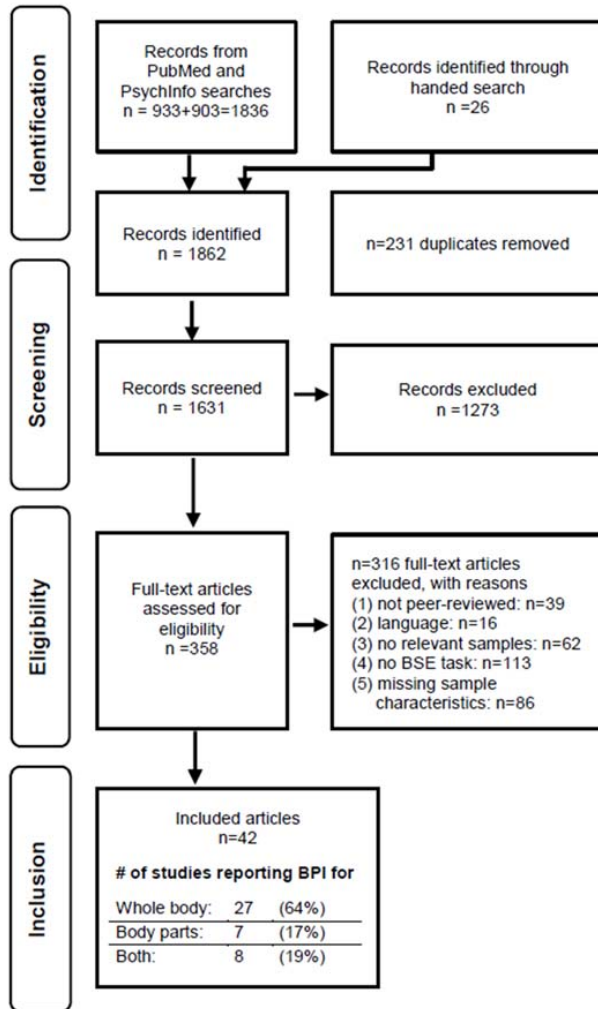 Identification
Records from
PubMed and
PsychInfo searches
n = 933+903=1836
Records identified through
handed search
n =26
Records identified
n = 1862
n=231 duplicates removed
Screening
Records screened
n = 1631
Records excluded
n =1273
Eligibility
Full-text articles
assessed for
eligibility
n =358
n=316 full-text articles
excluded, with reasons
(1) not peer-reviewed: n=39
(2) language: n=16
(3) no relevant samples: n=62
(4) no BSE task: n=113
(5) missing sample
characteristics: n=86
Inclusion
Included articles
n=42
# of studies reporting BPI for
Whole body: 27 (64%)
Body parts: 7 (17%)
Both: 8 (19%)